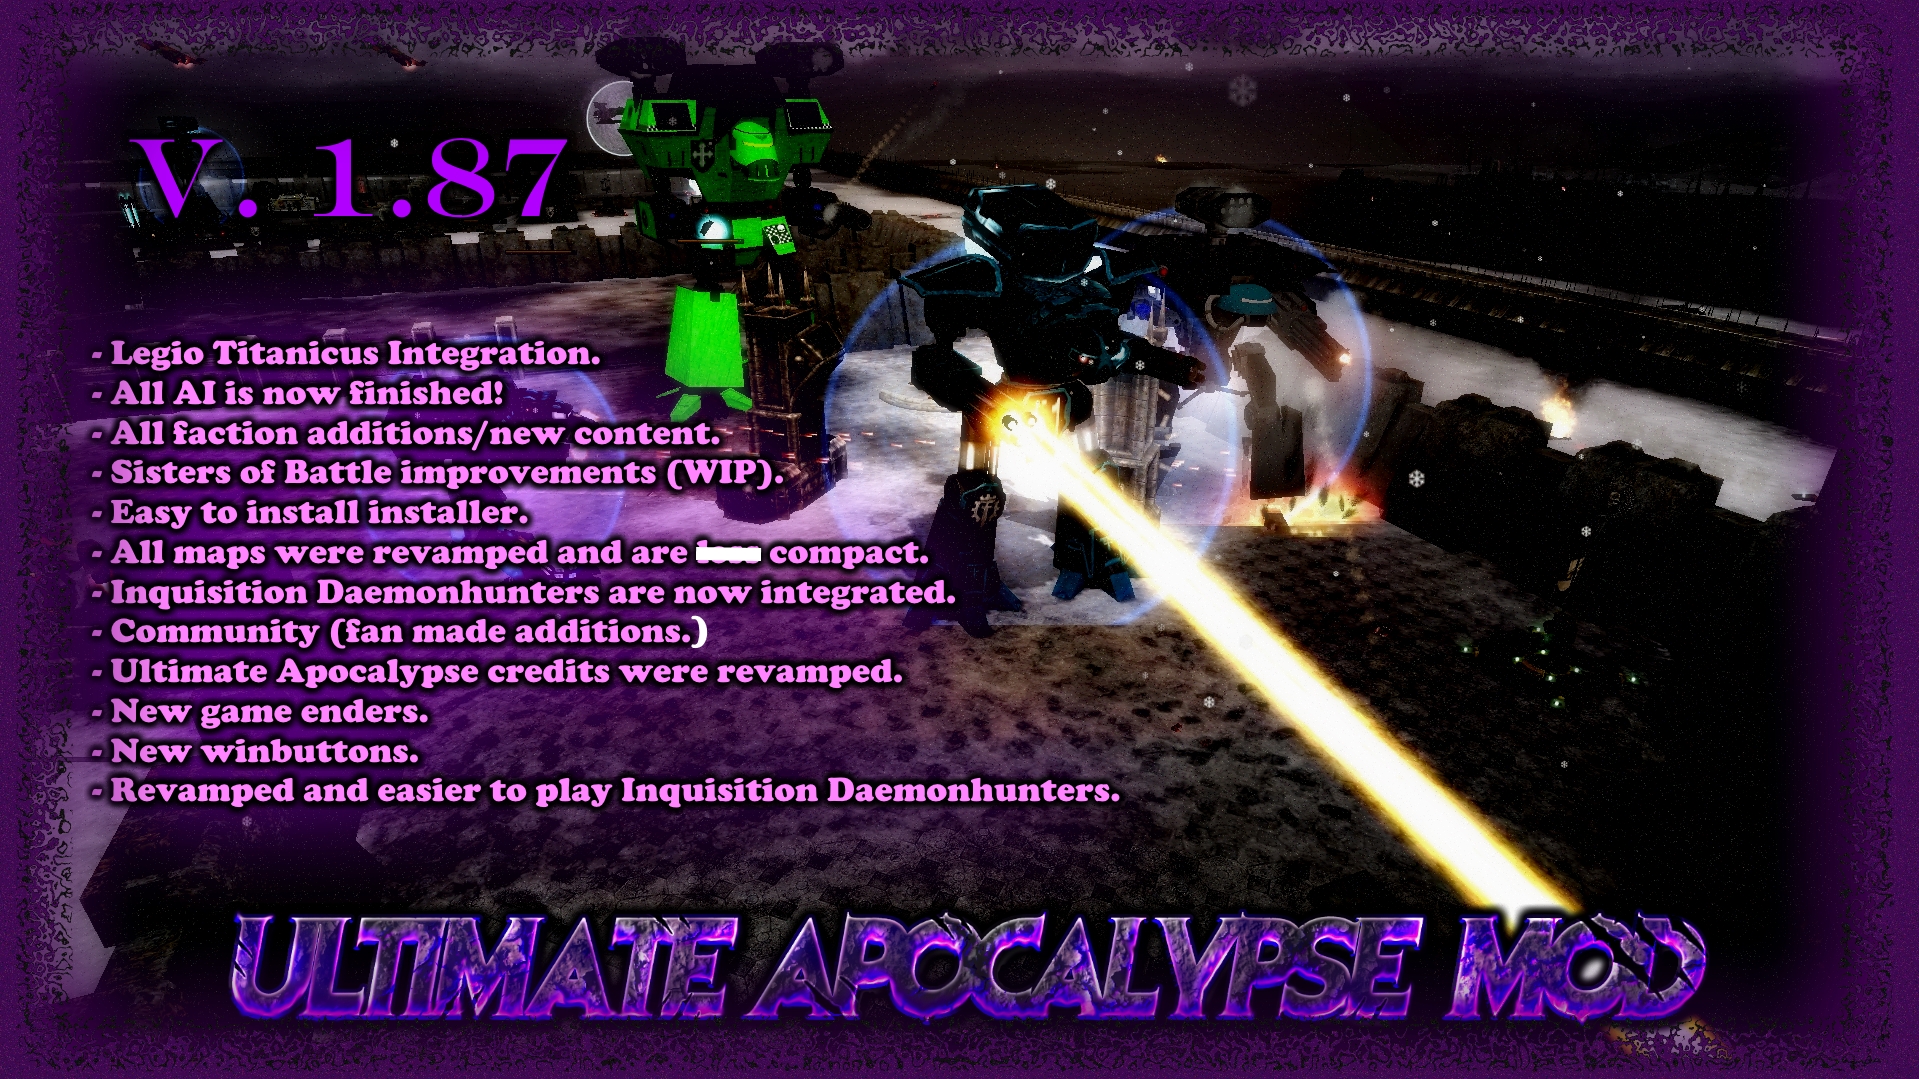 V. 1.87
- Legio Titanicus Integration.
- All AI is now finished!
- All faction additions/new content.
- Sisters of Battle improvements (WIP).
- Easy to install installer.
- All maps were revamped and are compact.
- Inquisition Daemonhunters are now integrated.
- Community (fan made additions.)
- Ultimate Apocalypse credits were revamped.
- New game enders.
- New winbuttons.
- Revamped and easier to play Inquisition Daemonhunters.
ULTIMATE APOCALYPSE MOD